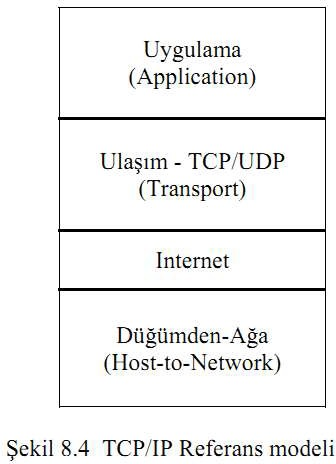 Uygulama
(Application)
Ulaşım - TCP/UDP
(Transport)
Internet
Düğümden-Ağa
(Host-to-Network)
Şekil 8.4 TCP/IP Referans modeli